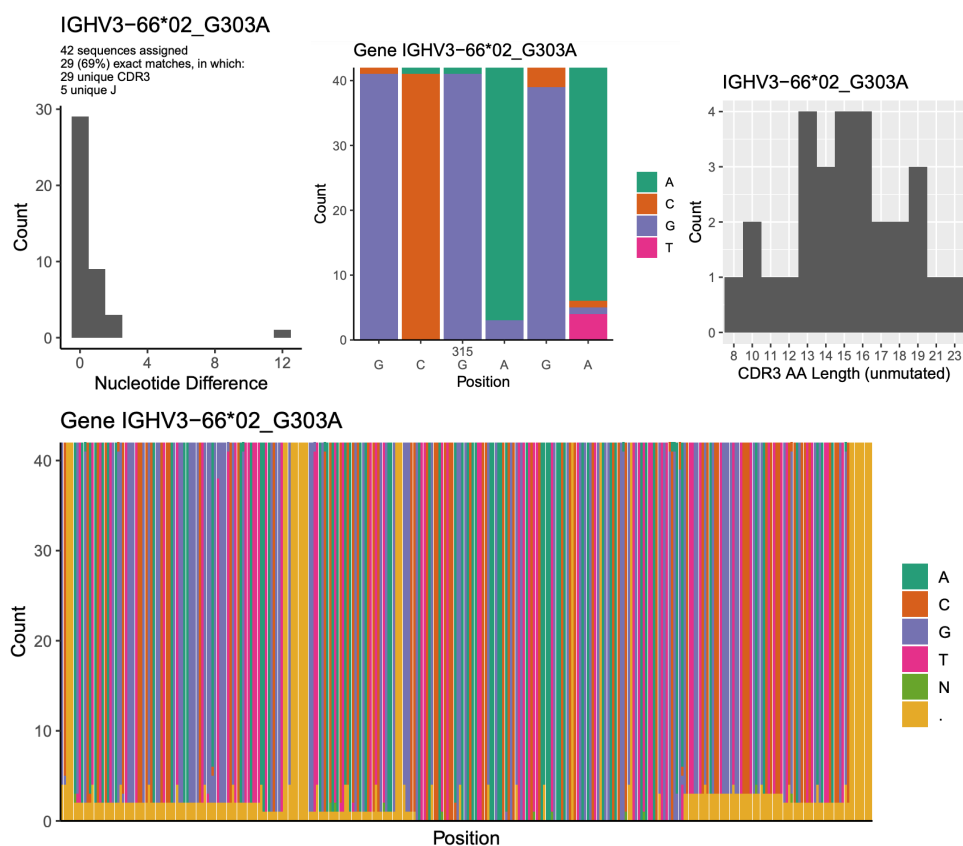 IGHV3−66*02_G303A
42 sequences assigned
29 (69%) exact matches, in which:
29 unique CDR3
5 unique J
30
20
10
0
Count
0 4 8 12
Nucleotide Difference
Gene IGHV3−66*02_G303A
40
30
20
10
0
Count
315
G C G A G A
Position
A
C
G
T
IGHV3−66*02_G303A
4
3
2
1
0
Count
8 10 11 12 13 14 15 16 17 18 19 21 23
CDR3 AA Length (unmutated)
Gene IGHV3−66*02_G303A
40
30
20
10
0
Count
Position
A
C
G
T
N
.